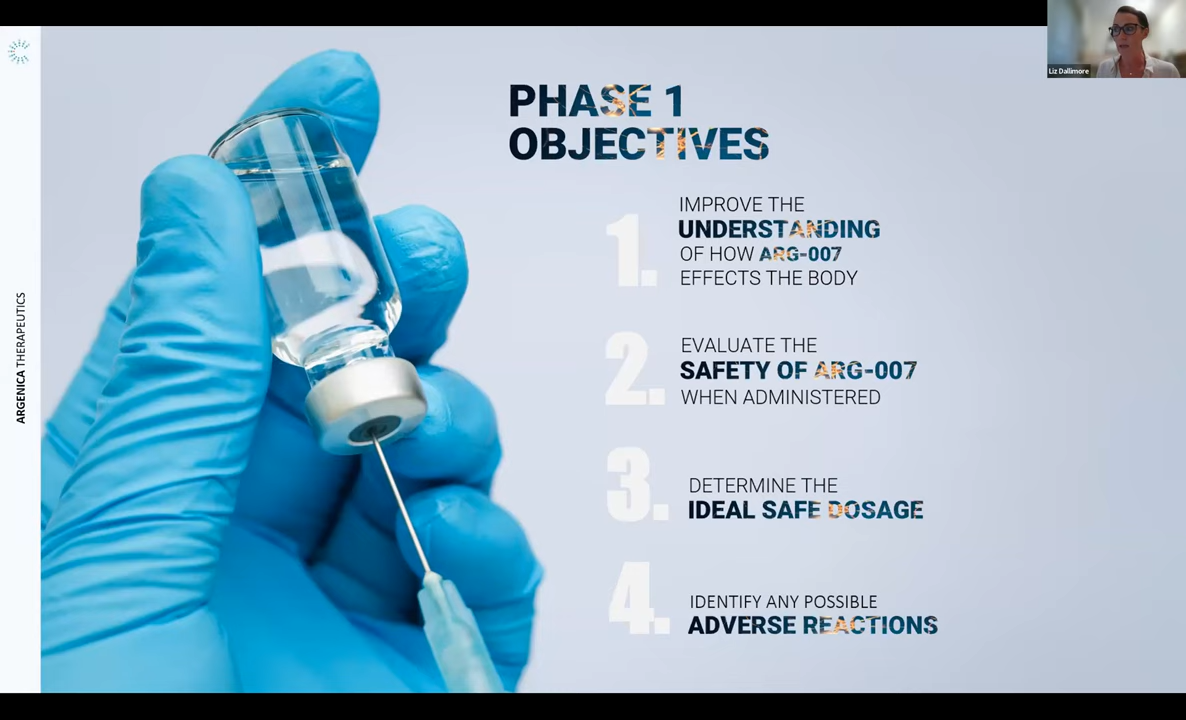 Liz Dallimore
PHASE 1
OBJECTIVES
1.
IMPROVE THE
UNDERSTANDING
OF HOW ARG-007
EFFECTS THE BODY
2.
EVALUATE THE
SAFETY OF ARG-007
WHEN ADMINISTERED
3.
DETERMINE THE
IDEAL SAFE DOSAGE
4.
IDENTIFY ANY POSSIBLE
ADVERSE REACTIONS
ARGENICA THERAPEUTICS